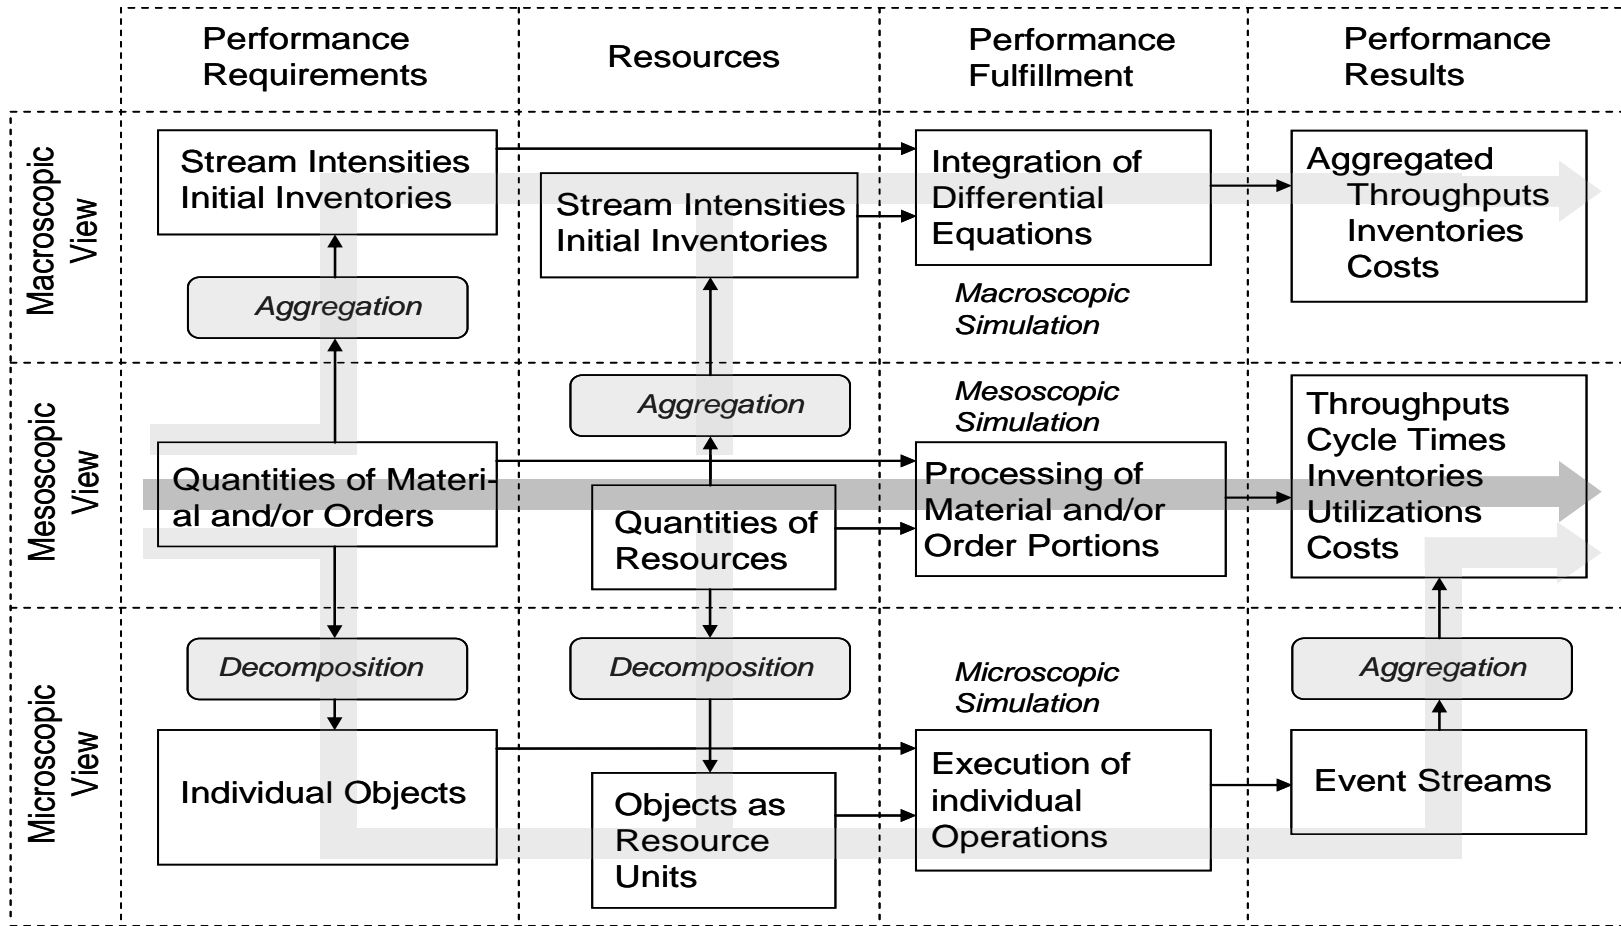 Performance
Requirements
Resources
Performance
Fulfillment
Performance
Results
Macroscopic
View
Stream Intensities
Initial Inventories
Aggregation
Stream Intensities
Initial Inventories
Integration of
Differential
Equations
Macroscopic
Simulation
Aggregated
Throughputs
Inventories
Costs
Mesoscopic
View
Quantities of Materi-
al and/or Orders
Aggregation
Quantities of
Resources
Mesoscopic
Simulation
Processing of
Material and/or
Order Portions
Throughputs
Cycle Times
Inventories
Utilizations
Costs
Microscopic
View
Decomposition
Individual Objects
Decomposition
Objects as
Resource
Units
Microscopic
Simulation
Execution of
individual
Operations
Aggregation
Event Streams